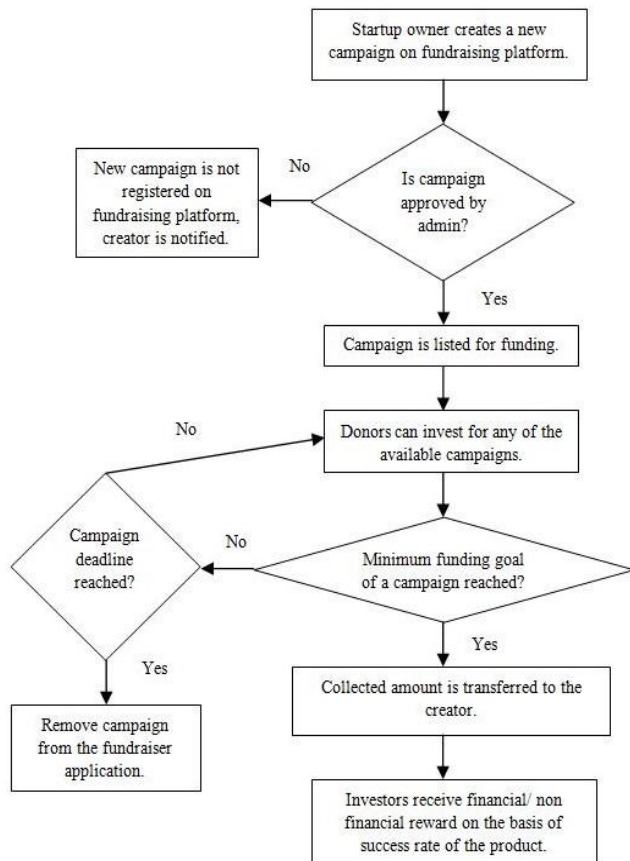 Startup owner creates a new
campaign on fundraising platform.
No
New campaign is not
registered on
fundraising platform,
creator is notified.
Is campaign
approved by
admin?
Yes
Campaign is listed for funding.
No
Donors can invest for any of the
available campaigns.
Campaign
deadline
reached?
No
Minimum funding goal
of a campaign reached?
Yes
Yes
Collected amount is transferred to the
creator.
Remove campaign
from the fundraiser
application.
Investors receive financial/ non
financial reward on the basis of
success rate of the product.